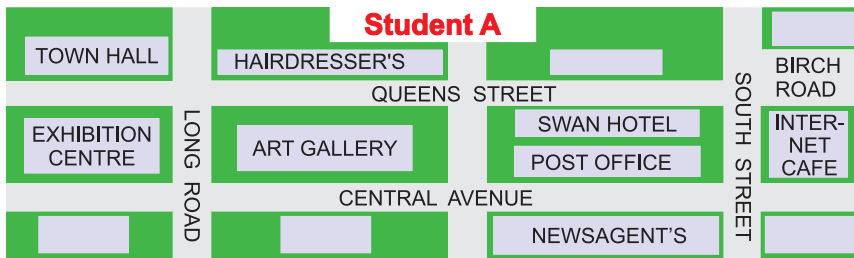 Student A
TOWN HALL
HAIRDRESSER'S
BIRCH
ROAD
QUEENS STREET
LONG ROAD
SOUTH STREET
EXHIBITION
CENTRE
ART GALLERY
SWAN HOTEL
POST OFFICE
INTER-
NET
CAFE
CENTRAL AVENUE
NEWSAGENT'S